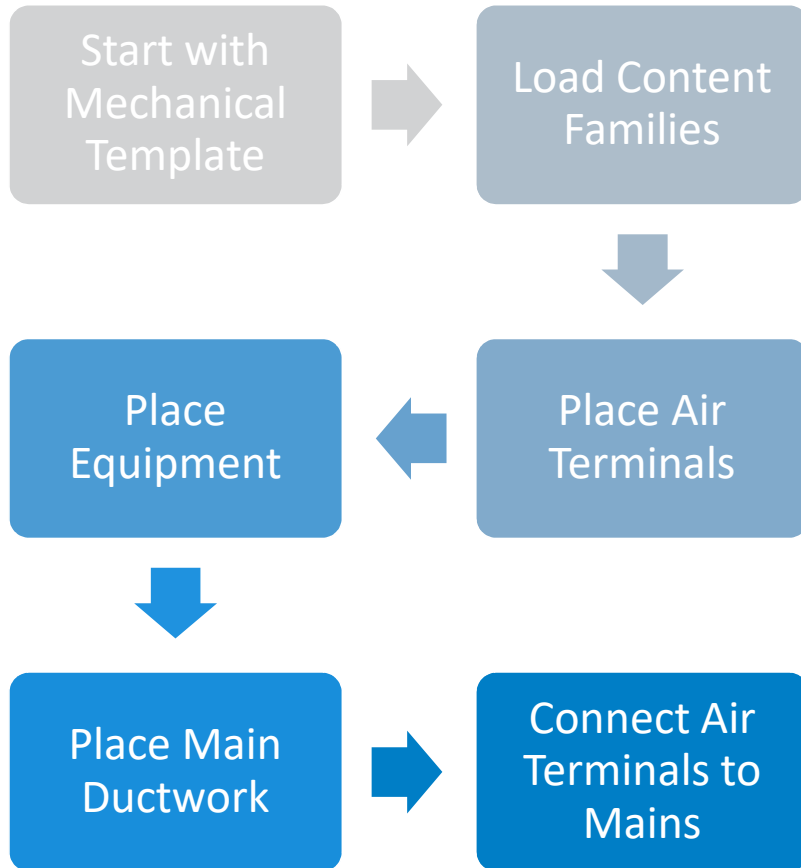 Start with
Mechanical
Template
Load Content
Families
Place Air
Terminals
Place
Equipment
Place Main
Ductwork
Connect Air
Terminals to
Mains